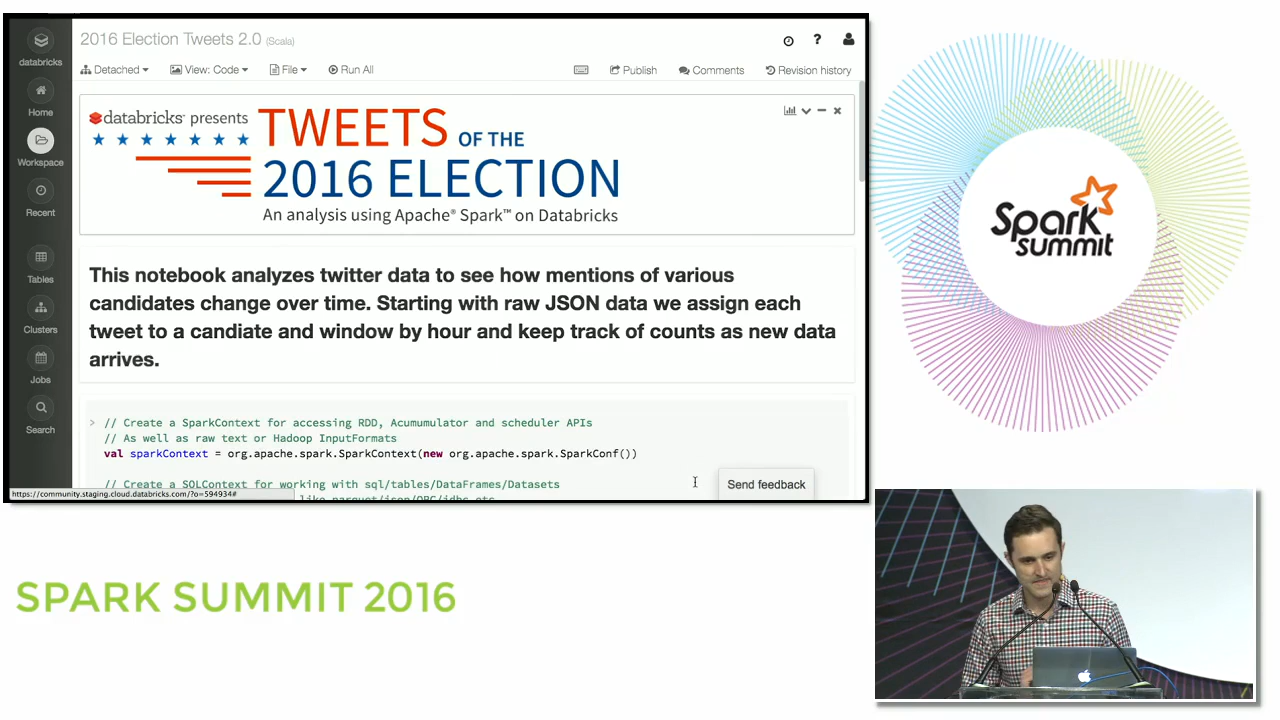 2016 Election Tweets 2.0 (Scala)
databricks
Detached
View: Code
File
Run All
Publish
Comments
Revision history
Home
Workspace
Recent
Tables
Clusters
Jobs
Search
databricks presents
TWEETS OF THE
2016 ELECTION
An analysis using Apache® Spark™ on Databricks
This notebook analyzes twitter data to see how mentions of various
candidates change over time. Starting with raw JSON data we assign each
tweet to a candiate and window by hour and keep track of counts as new data
arrives.
> // Create a SparkContext for accessing RDD, Acumumulator and scheduler APIs
// As well as raw text or Hadoop InputFormats
val sparkContext = org.apache.spark.SparkContext(new org.apache.spark.SparkConf())
// Create a SQLContext for working with sql/tables/DataFrames/Datasets
like parquet/json/ORC/jdbc etc
https://community.staging.cloud.databricks.com/?o=594934#
Send feedback
Spark
summit
SPARK SUMMIT 2016